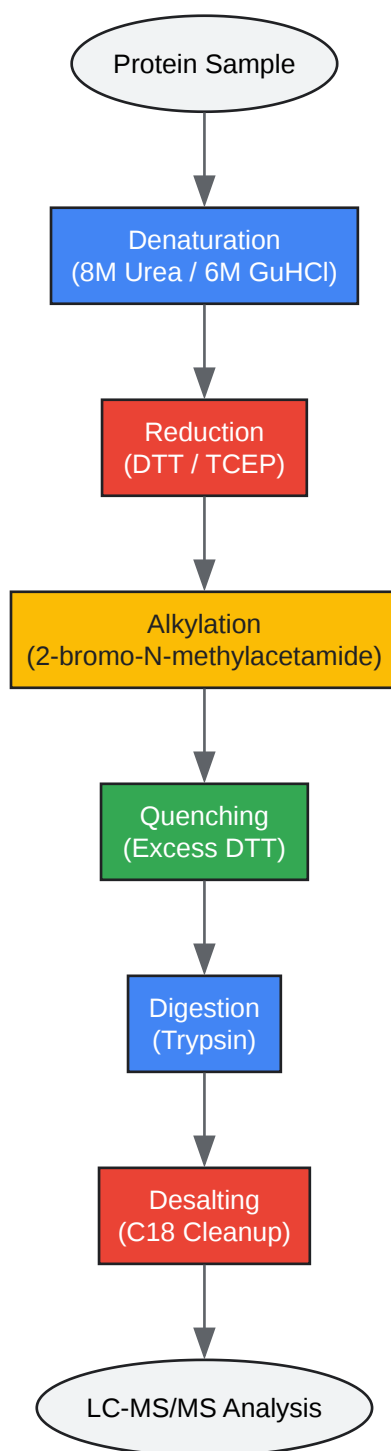 Protein Sample
Denaturation
(8M Urea / 6M GuHCl)
Reduction
(DTT / TCEP)
Alkylation
(2-bromo-N-methylacetamide)
Quenching
(Excess DTT)
Digestion
(Trypsin)
Desalting
(C18 Cleanup)
LC-MS/MS Analysis